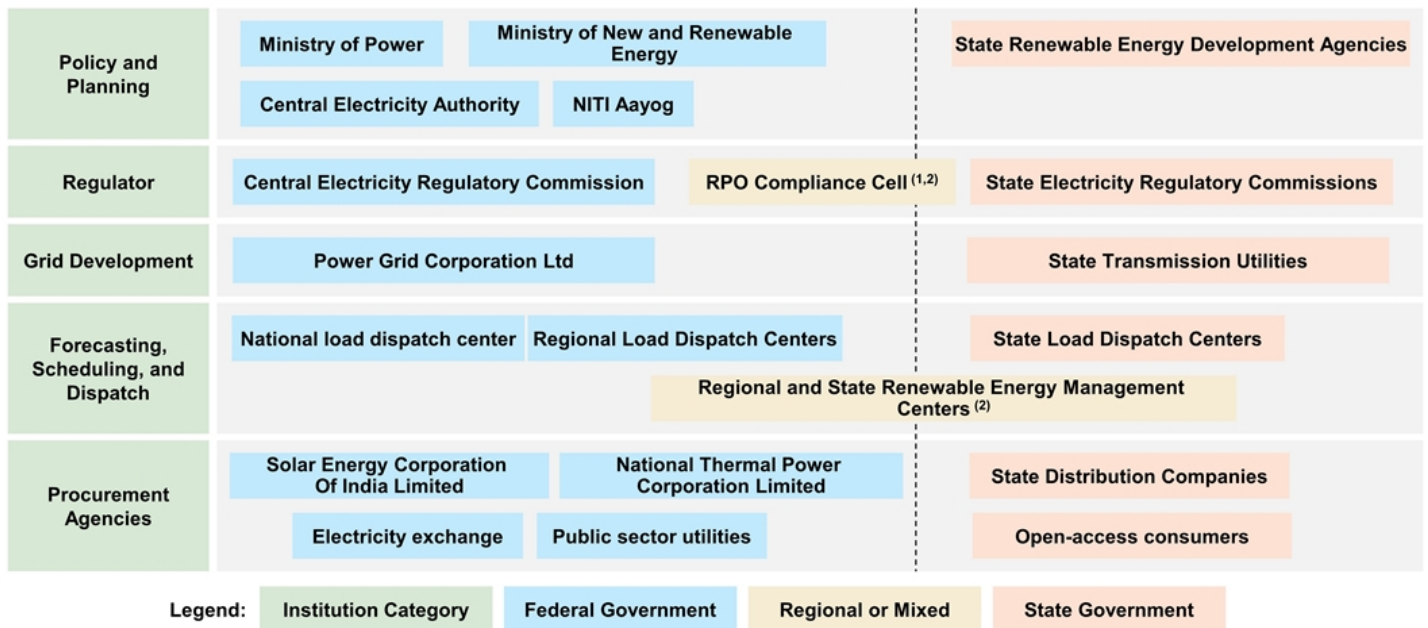 Policy and
Planning
Ministry of Power
Ministry of New and Renewable
Energy
State Renewable Energy Development Agencies
Central Electricity Authority
NITI Aayog
Regulator
Central Electricity Regulatory Commission
RPO Compliance Cell (1,2)
State Electricity Regulatory Commissions
Grid Development
Power Grid Corporation Ltd
State Transmission Utilities
Forecasting,
Scheduling, and
Dispatch
National load dispatch center
Regional Load Dispatch Centers
State Load Dispatch Centers
Regional and State Renewable Energy Management
Centers (2)
Procurement
Agencies
Solar Energy Corporation
Of India Limited
National Thermal Power
Corporation Limited
State Distribution Companies
Electricity exchange
Public sector utilities
Open-access consumers
Legend:
Institution Category
Federal Government
Regional or Mixed
State Government